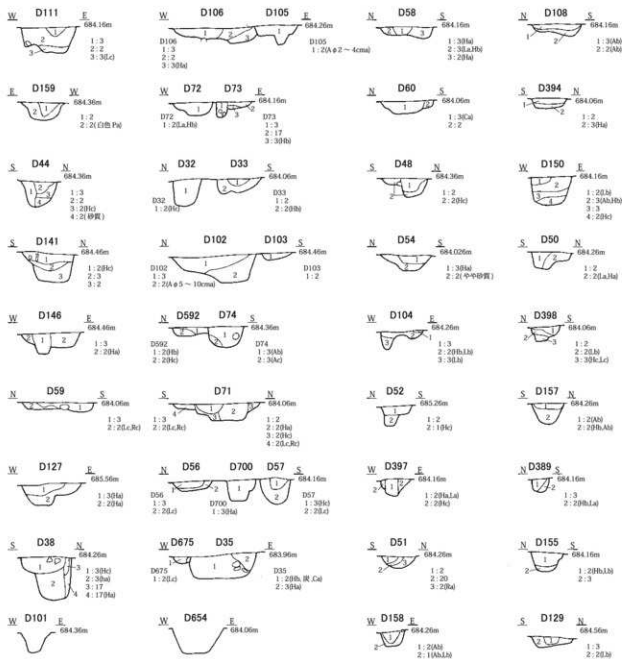 W D111 E
684.16m
1 : 3
2 : 2
3 : 3(Lc)
W D106 D105 E
684.26m
D106
1 : 3
2 : 2
3 : 3(Ha)
D105
1 : 2(Aφ2～4cma)
N D58 S
684.16m
1 : 3(Ha)
2 : 3(La,Hb)
3 : 2(Ha)
N D108 S
684.16m
1 : 3(Ab)
2 : 2(Ab)
E D159 W
684.36m
1 : 2
2 : 2(白色Pa)
W D72 D73 E
684.16m
D72
1 : 2(La,Hb)
D73
1 : 3
2 : 17
3 : 3(Hb)
N D60 S
684.06m
1 : 3(Ca)
2 : 2
S D394 N
684.06m
1 : 2
2 : 3(Ha)
S D44 N
684.36m
1 : 3
2 : 2
3 : 2(Hc)
4 : 2(砂質)
N D32 D33 S
684.06m
D32
1 : 2(Hc)
D33
1 : 2
2 : 2(Hb)
S D48 N
684.06m
1 : 2
2 : 2(Hc)
W D150 E
684.16m
1 : 2(Lb)
2 : 3(Ab,Hb)
3 : 3
4 : 2(Hc)
S D141 N
684.46m
1 : 2(Hc)
2 : 3
3 : 2
N D102 D103 S
684.46m
D102
1 : 3
2 : 2(Aφ5～10cma)
D103
1 : 2
N D54 S
684.026m
1 : 3(Ha)
2 : 2(やや砂質)
S D50 N
684.26m
1 : 2
2 : 2(La,Ha)
W D146 E
684.46m
1 : 3
2 : 2(Ha)
N D592 D74 S
684.36m
D592
1 : 2(Hb)
2 : 2(Hc)
D74
1 : 3(Ab)
2 : 3(Ac)
W D104 E
684.26m
1 : 3
2 : 2(Hb,Lb)
3 : 3(Lb)
N D398 S
684.06m
1 : 3
2 : 2(Lb)
3 : 3(Hc,Lc)
N D59 S
684.06m
1 : 3
2 : 2(Lc,Rc)
S D71 N
684.06m
1 : 3
2 : 2(Lc,Rc)
1 : 2
2 : 2(Ha)
3 : 2(Hc)
4 : 2(Lc,Rc)
N D52 S
685.26m
1 : 2
2 : 1(Hc)
S D157 N
684.26m
1 : 2(Ab)
2 : 2(Hb,Ab)
W D127 E
685.56m
1 : 3(Ha)
2 : 2(Ha)
N D56 D700 D57 S
684.16m
D56
1 : 3
2 : 2(Lc)
D700
1 : 3(Ha)
D57
1 : 3(Hc)
2 : 2(Lc)
W D397 E
684.16m
1 : 2(Ha,La)
2 : 2(Hc)
N D389 S
684.16m
1 : 3
2 : 2(Hb,La)
S D38 N
684.26m
1 : 3(Hc)
2 : 3(ha)
3 : 17
4 : 17(Ha)
W D675 D35 E
683.96m
D675
1 : 2(Lc)
D35
1 : 2(Hb, 炭 ,Ca)
2 : 3(Ha)
S D51 N
684.26m
1 : 2
2 : 20
3 : 2(Ra)
N D155 S
684.16m
1 : 2(Hb,Lb)
2 : 3
W D101 E
684.36m
W D654 E
684.06m
W D158 E
684.26m
1 : 2(Ab)
2 : 1(Ab,Lb)
S D129 N
684.56m
1 : 3
2 : 2(Lb)